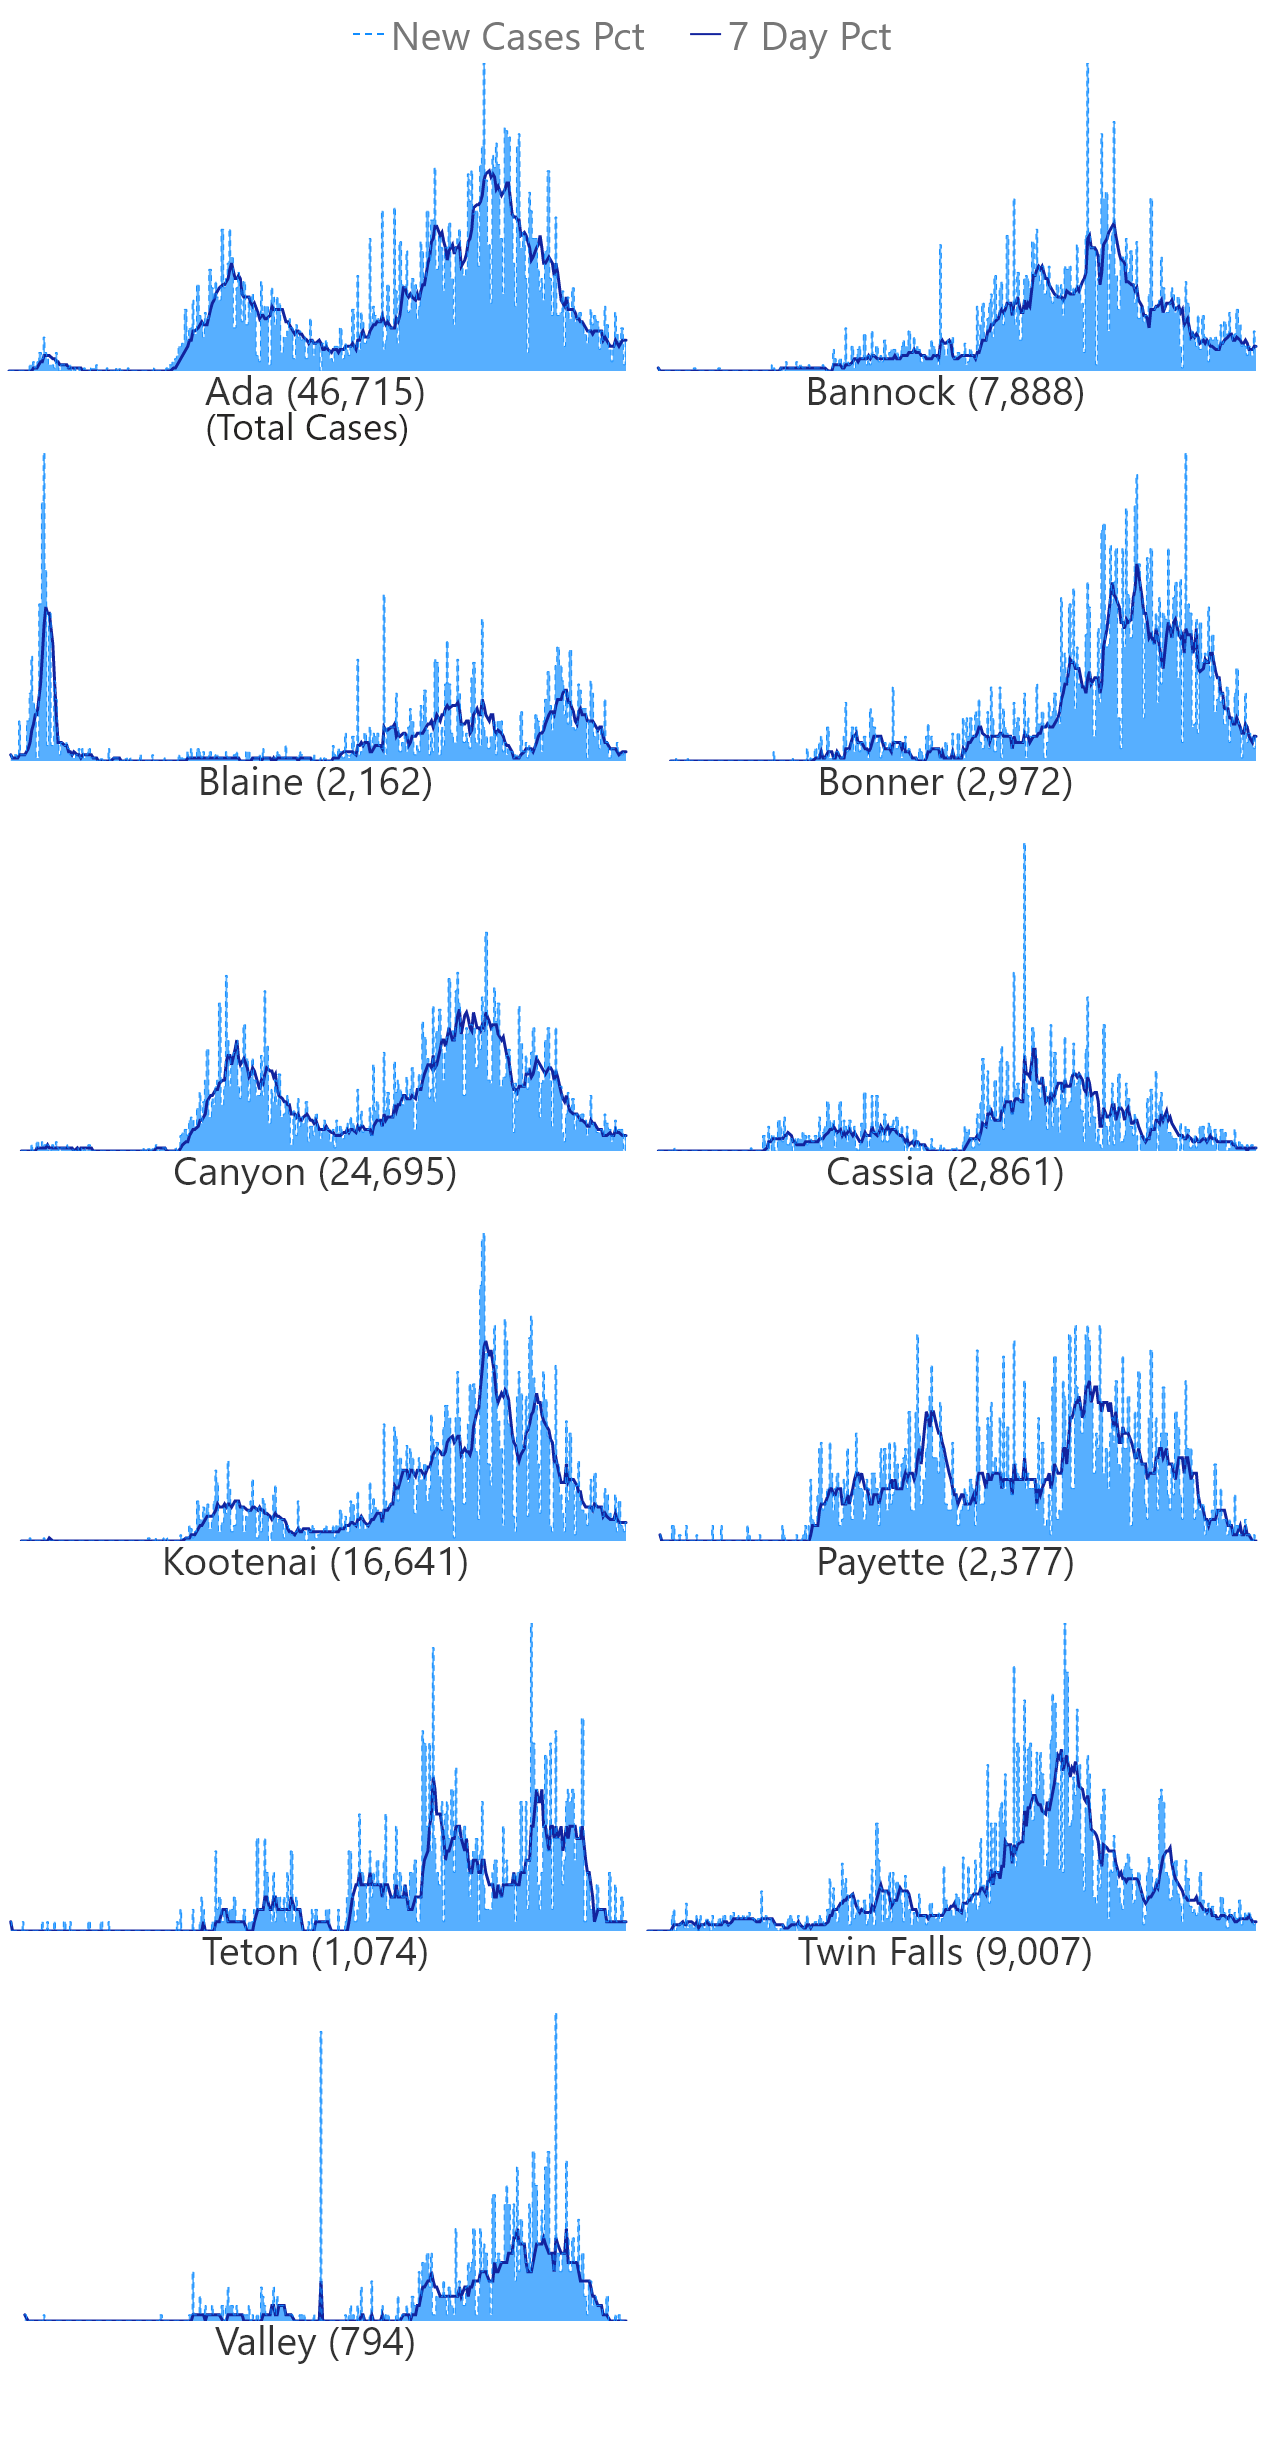 New Cases Pct 7 Day Pct
Ada (46,715)
(Total Cases)
Bannock (7,888)
Blaine (2,162)
Bonner (2,972)
Canyon (24,695)
Cassia (2,861)
Kootenai (16,641)
Payette (2,377)
Teton (1,074)
Twin Falls (9,007)
Valley (794)